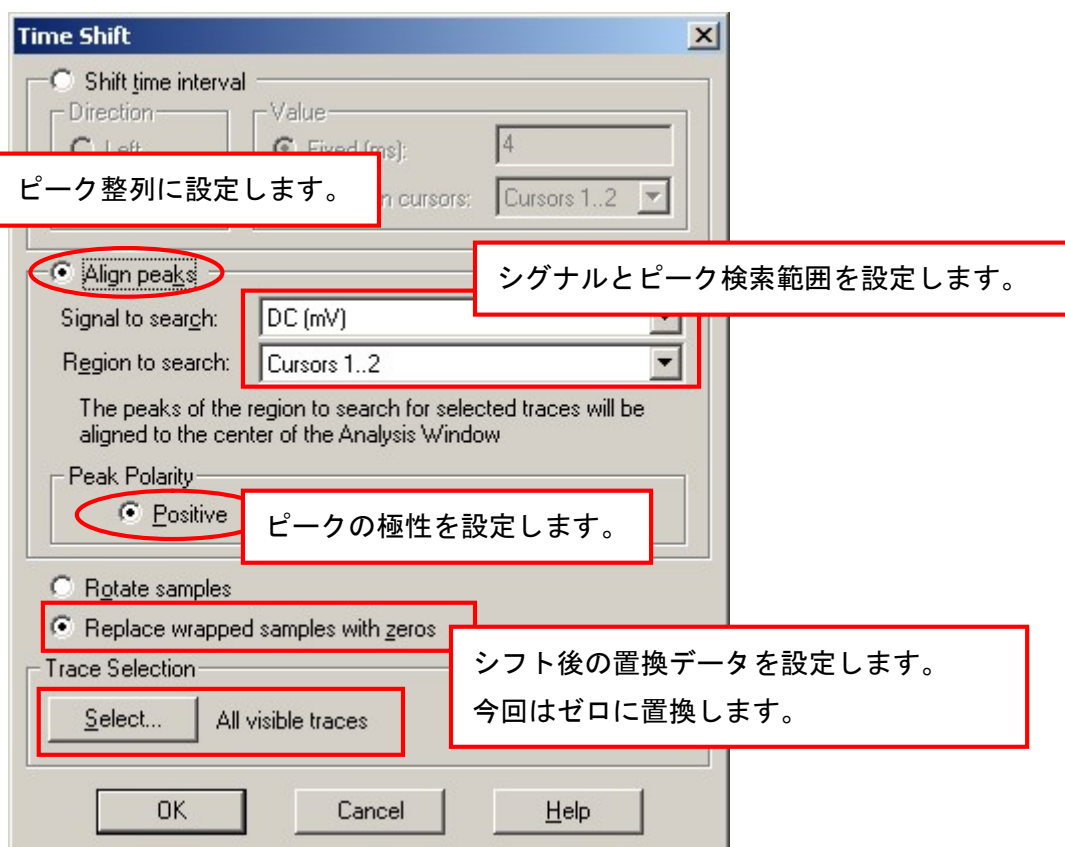 Time Shift
Shift time interval
Direction
Value
Left
Fixed (ms):
4
ピーク整列に設定します。
cursors:
Cursors 1..2
Align peaks
シグナルとピーク検索範囲を設定します。
Signal to search:
DC (mV)
Region to search:
Cursors 1..2
The peaks of the region to search for selected traces will be
aligned to the center of the Analysis Window
Peak Polarity
Positive
ピークの極性を設定します。
Rotate samples
Replace wrapped samples with zeros
シフト後の置換データを設定します。
今回はゼロに置換します。
Trace Selection
Select...
All visible traces
OK
Cancel
Help